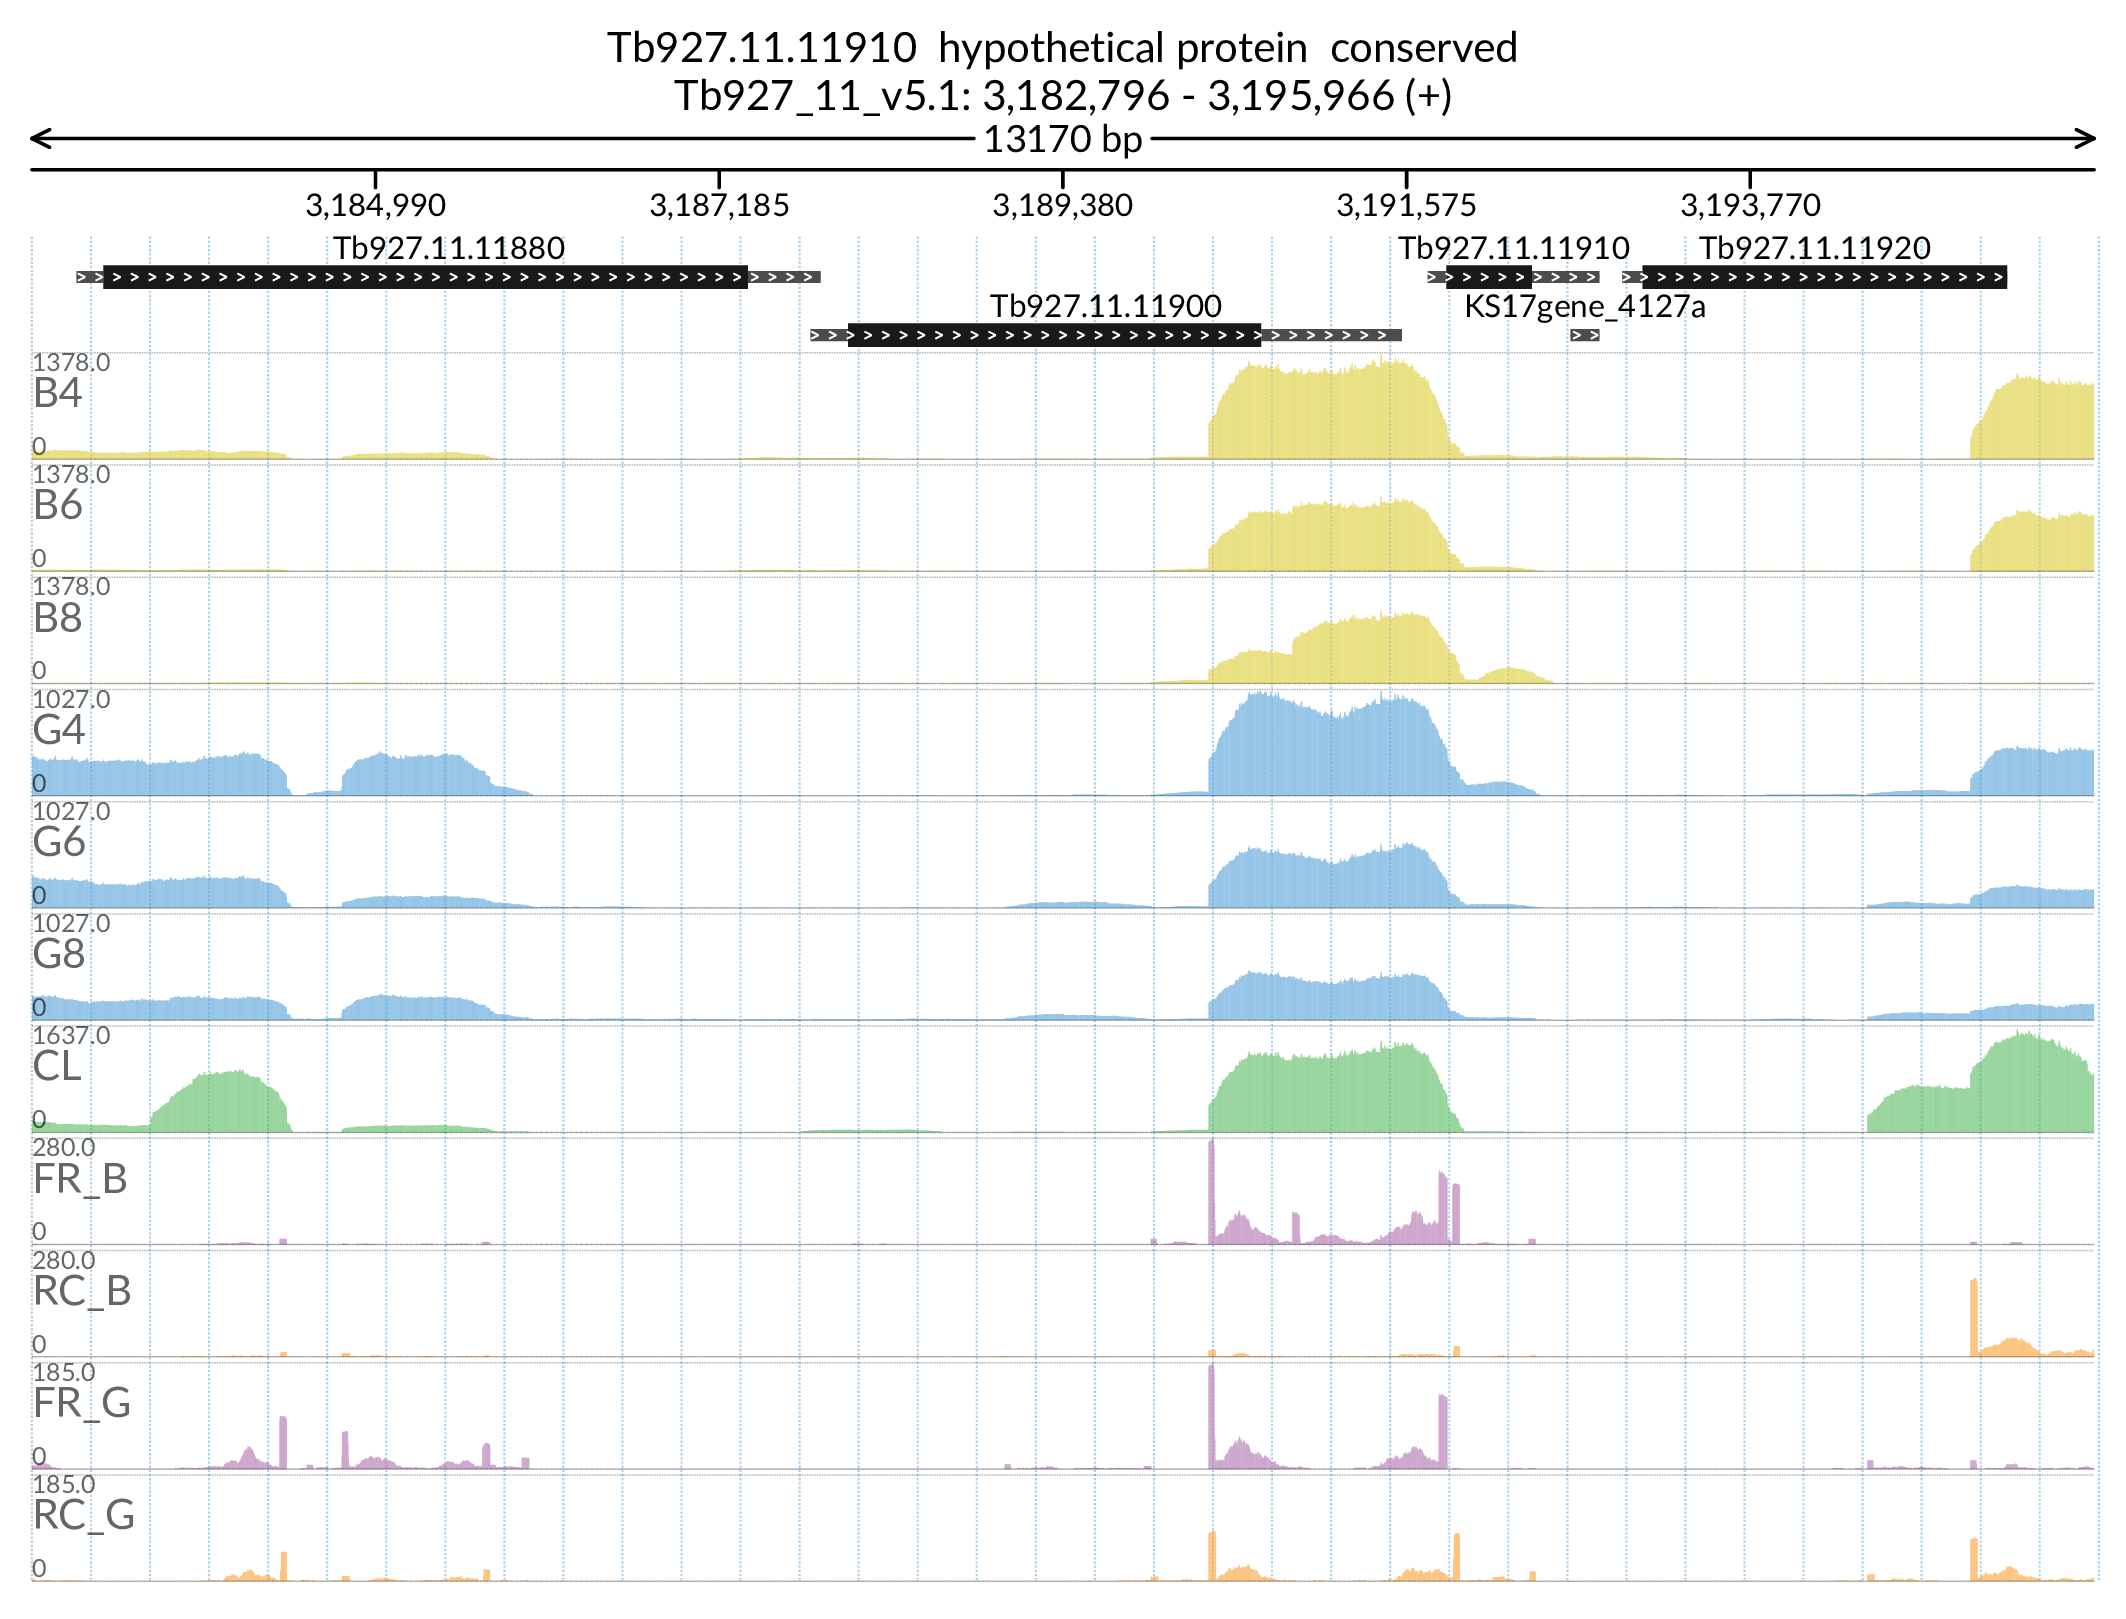 Tb927.11.11910  hypothetical protein  conserved
Tb927_11_v5.1: 3,182,796 - 3,195,966 (+)
13170 bp
3,184,990 3,187,185 3,189,380 3,191,575 3,193,770
Tb927.11.11880 Tb927.11.11910 Tb927.11.11920
Tb927.11.11900 KS17gene_4127a
1378.0
B4
0
1378.0
B6
0
1378.0
B8
0
1027.0
G4
0
1027.0
G6
0
1027.0
G8
0
1637.0
CL
0
280.0
FR_B
0
280.0
RC_B
0
185.0
FR_G
0
185.0
RC_G
0